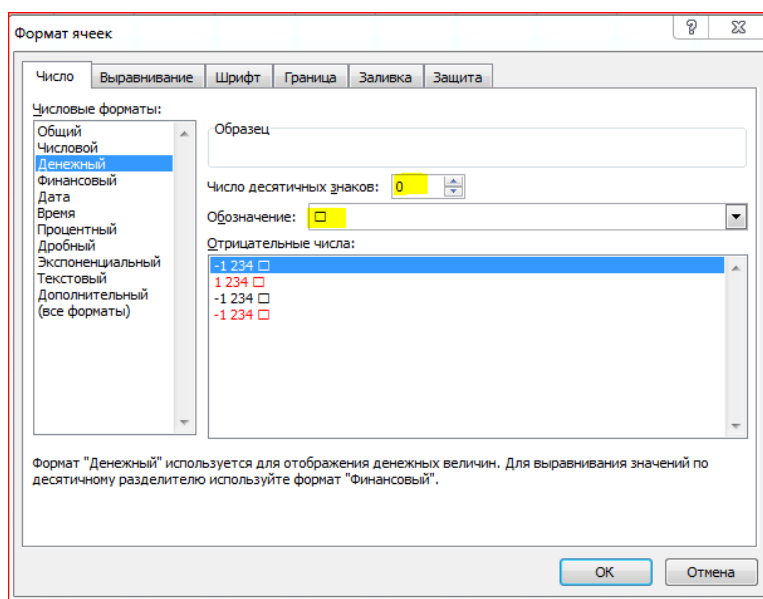 Формат ячеек
Число
Выравнивание
Шрифт
Граница
Заливка
Защита
Числовые форматы:
Общий
Числовой
Денежный
Финансовый
Дата
Время
Процентный
Дробный
Экспоненциальный
Текстовый
Дополнительный
(все форматы)
Образец
Число десятичных знаков: 0
Обозначение: □
Отрицательные числа:
-1 234 □
1 234 □
-1 234 □
-1 234 □
Формат "Денежный" используется для отображения денежных величин. Для выравнивания значений по
десятичному разделителю используйте формат "Финансовый".
OK
Отмена